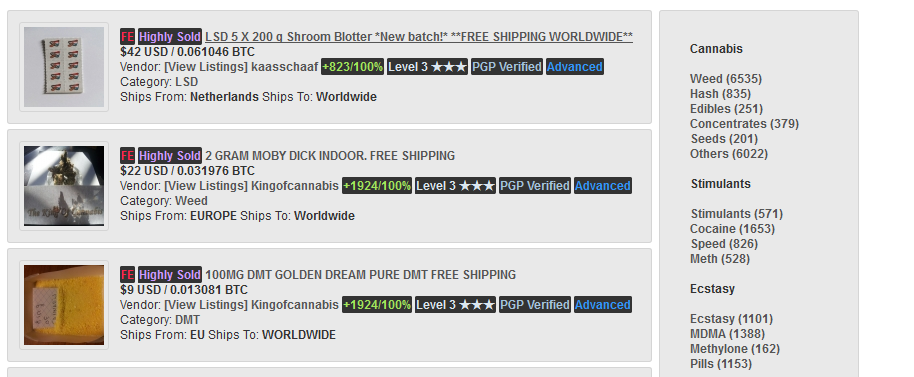 FE Highly Sold LSD 5 X 200 q Shroom Blotter *New batch!* **FREE SHIPPING WORLDWIDE**
$42 USD / 0.061046 BTC
Vendor: [View Listings] kaasschaaf +823/100% Level 3 ★★★ PGP Verified Advanced
Category: LSD
Ships From: Netherlands Ships To: Worldwide
FE Highly Sold 2 GRAM MOBY DICK INDOOR. FREE SHIPPING
$22 USD / 0.031976 BTC
Vendor: [View Listings] Kingofcannabis +1924/100% Level 3 ★★★ PGP Verified Advanced
Category: Weed
Ships From: EUROPE Ships To: Worldwide
FE Highly Sold 100MG DMT GOLDEN DREAM PURE DMT FREE SHIPPING
$9 USD / 0.013081 BTC
Vendor: [View Listings] Kingofcannabis +1924/100% Level 3 ★★★ PGP Verified Advanced
Category: DMT
Ships From: EU Ships To: WORLDWIDE
Cannabis
Weed (6535)
Hash (835)
Edibles (251)
Concentrates (379)
Seeds (201)
Others (6022)
Stimulants
Stimulants (571)
Cocaine (1653)
Speed (826)
Meth (528)
Ecstasy
Ecstasy (1101)
MDMA (1388)
Methylone (162)
Pills (1153)